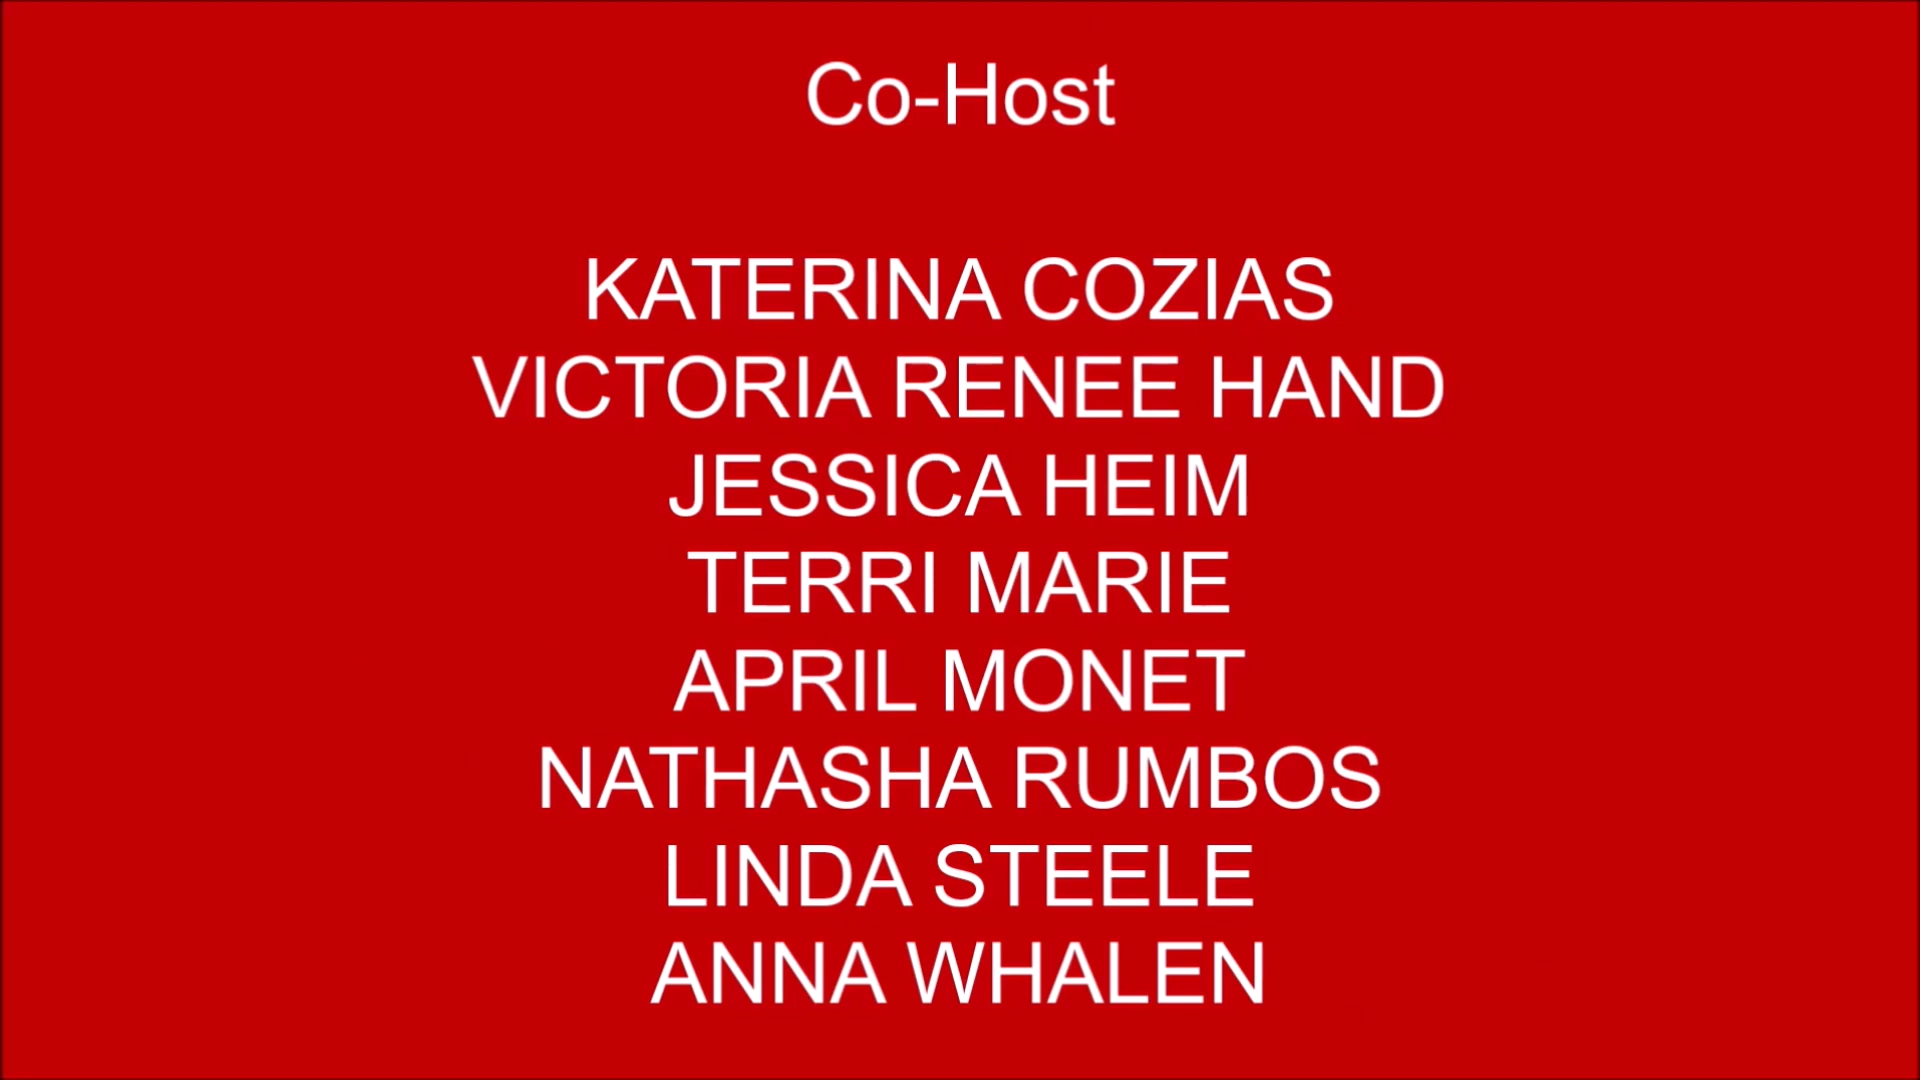 Co-Host
KATERINA COZIAS
VICTORIA RENEE HAND
JESSICA HEIM
TERRI MARIE
APRIL MONET
NATHASHA RUMBOS
LINDA STEELE
ANNA WHALEN